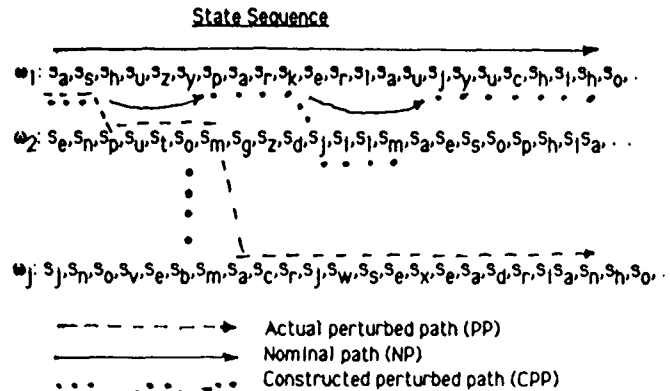 State Sequence
ω₁: Sa,Ss,Sh,Su,Sz,Sy,Sp,Sa,Sr,Sk,Se,Sr,Sl,Sa,Su,Sj,Sy,Su,Sc,Sh,Si,Sh,So,..
ω₂: Se,Sn,Sp,Su,St,So,Sm,Sg,Sz,Sd,Sj,Si,Sl,Sm,Sa,Se,Ss,So,Sp,Sh,SlSa,..
ωj: Sj,Sn,So,Sv,Se,Sb,Sm,Sa,Sc,Sr,Sj,Sw,Ss,Se,Sx,Se,Sa,Sd,Sr,SlSa,Sn,Sh,So,..
Actual perturbed path (PP)
Nominal path (NP)
Constructed perturbed path (CPP)